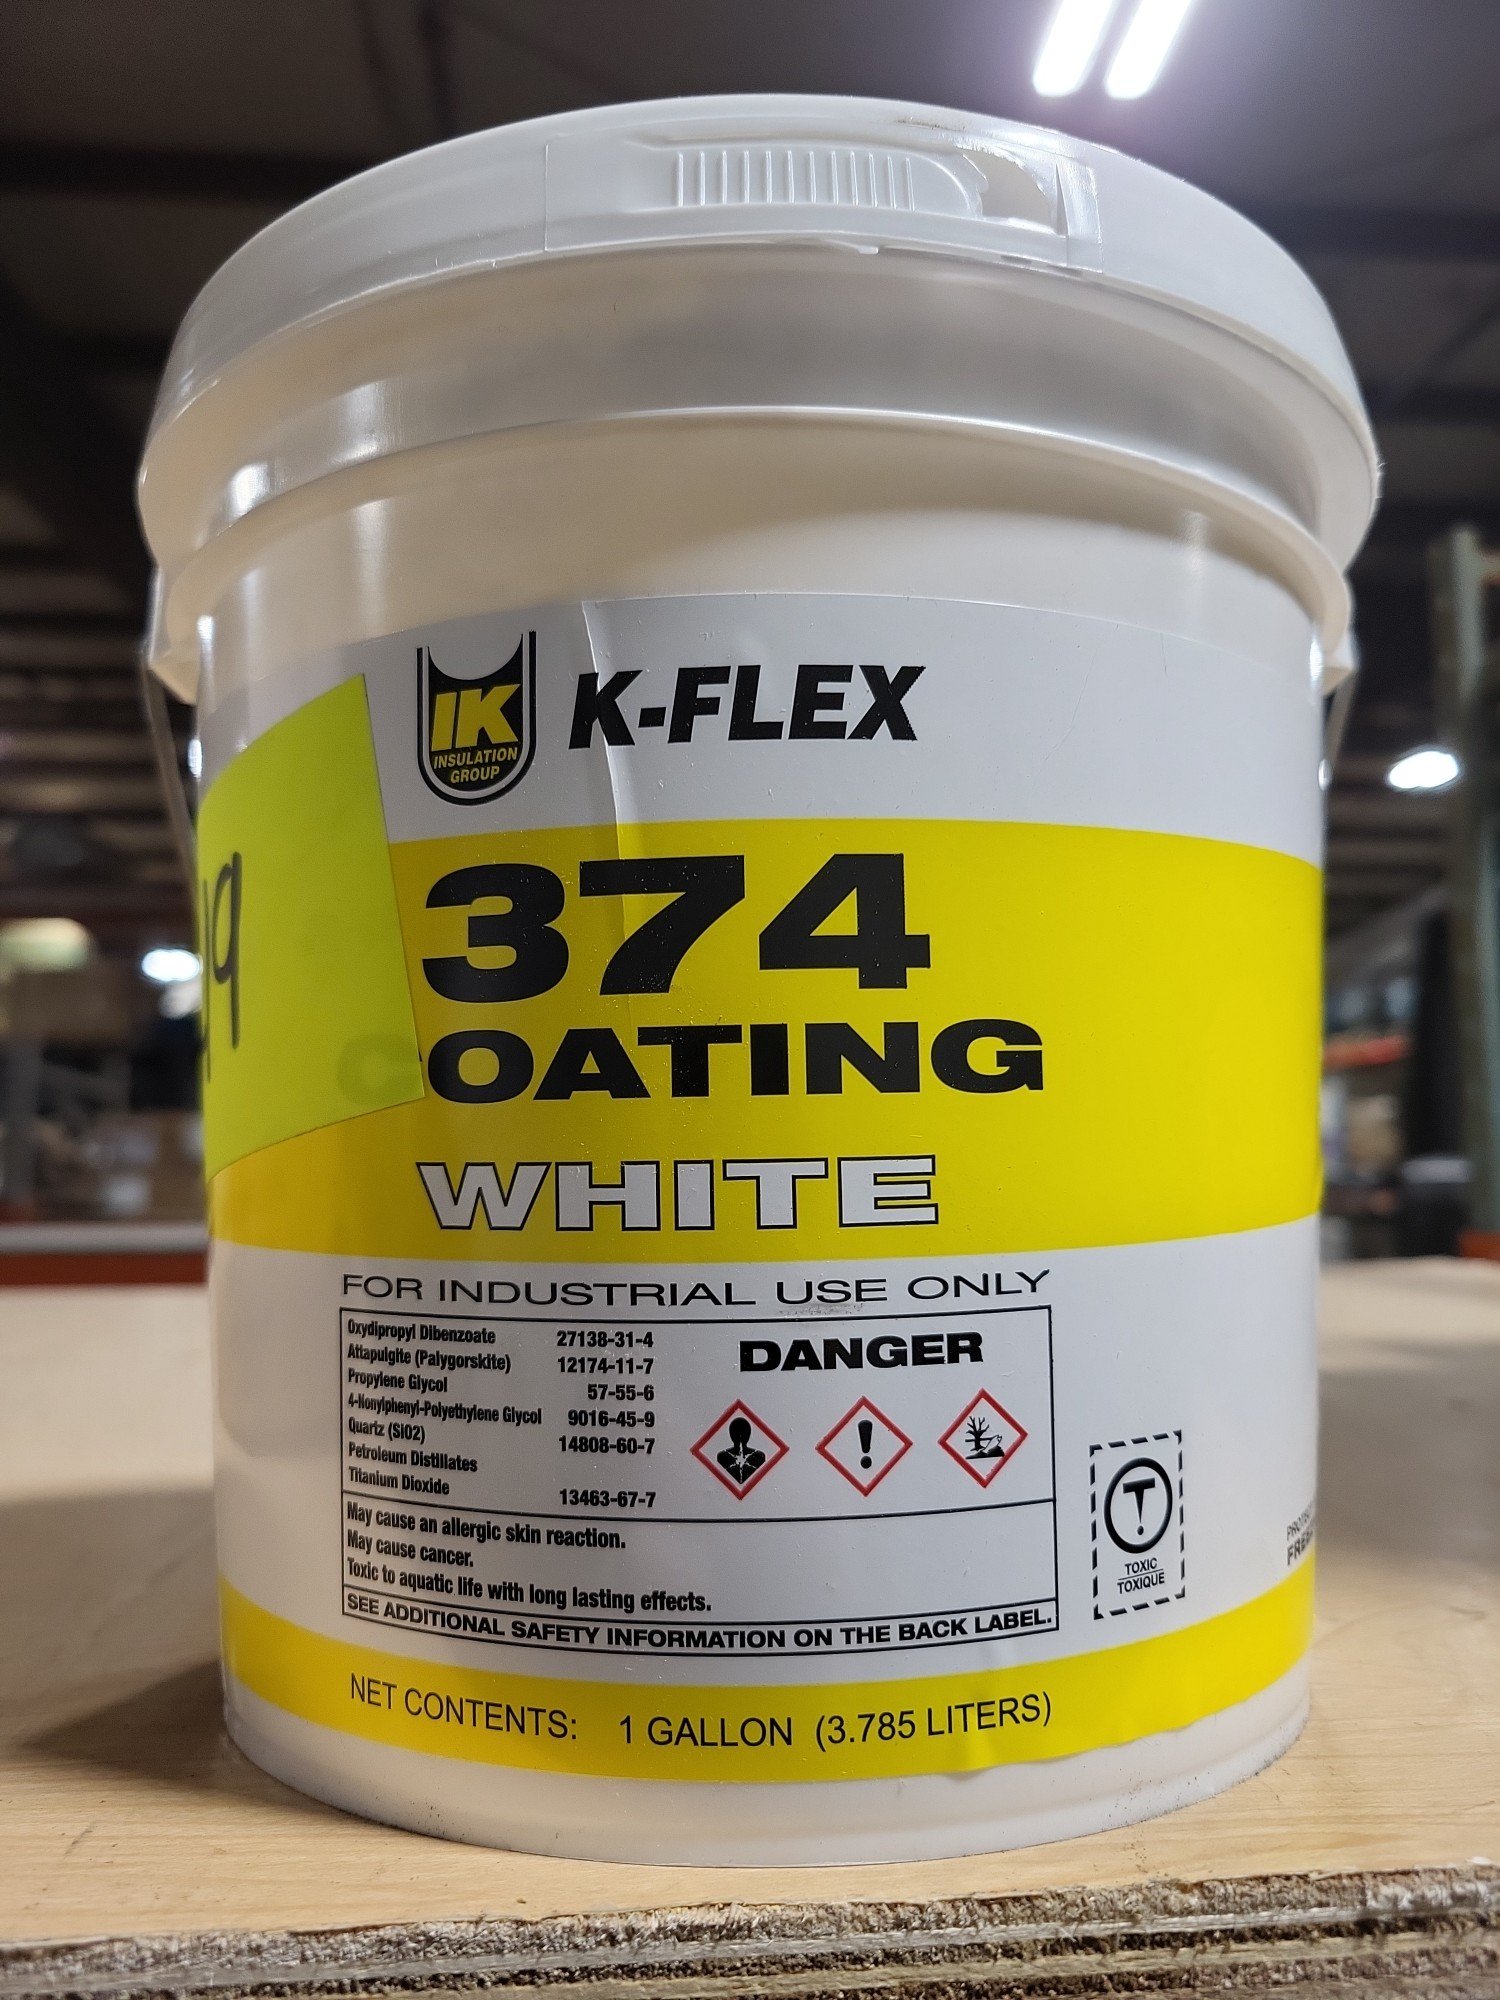 IK
INSULATION
GROUP
K-FLEX
374
COATING
WHITE
FOR INDUSTRIAL USE ONLY
Oxydipropyl Dibenzoate 27138-31-4
Attapulgite (Palygorskite) 12174-11-7
Propylene Glycol 57-55-6
4-Nonylphenyl-Polyethylene Glycol 9016-45-9
Quartz (SiO2) 14808-60-7
Petroleum Distillates
Titanium Dioxide 13463-67-7
DANGER
May cause an allergic skin reaction.
May cause cancer.
Toxic to aquatic life with long lasting effects.
SEE ADDITIONAL SAFETY INFORMATION ON THE BACK LABEL.
T
TOXIC
TOXIQUE
NET CONTENTS: 1 GALLON (3.785 LITERS)